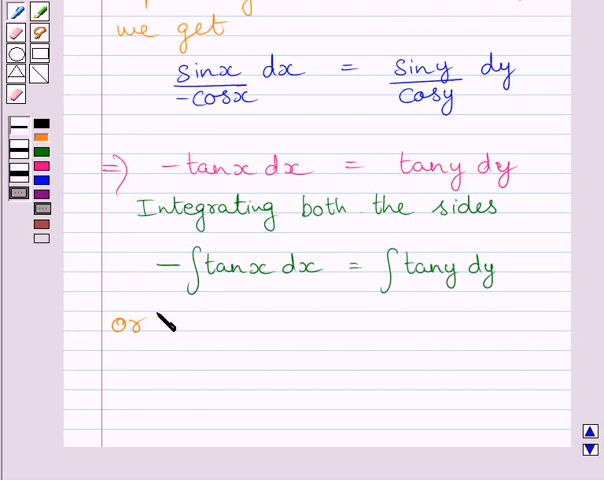 we get
sinx/-cosx dx = siny/cosy dy
=> -tanx dx = tany dy
Integrating both the sides
-∫tanx dx = ∫tany dy
or